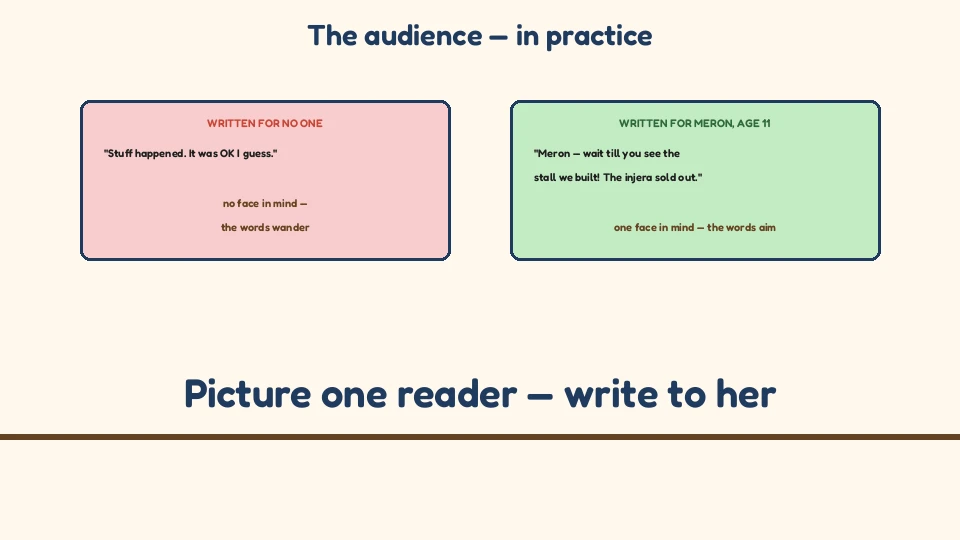 The audience — in practice
WRITTEN FOR NO ONE
"Stuff happened. It was OK I guess."
no face in mind —
the words wander
WRITTEN FOR MERON, AGE 11
"Meron — wait till you see the
stall we built! The injera sold out."
one face in mind — the words aim
Picture one reader — write to her